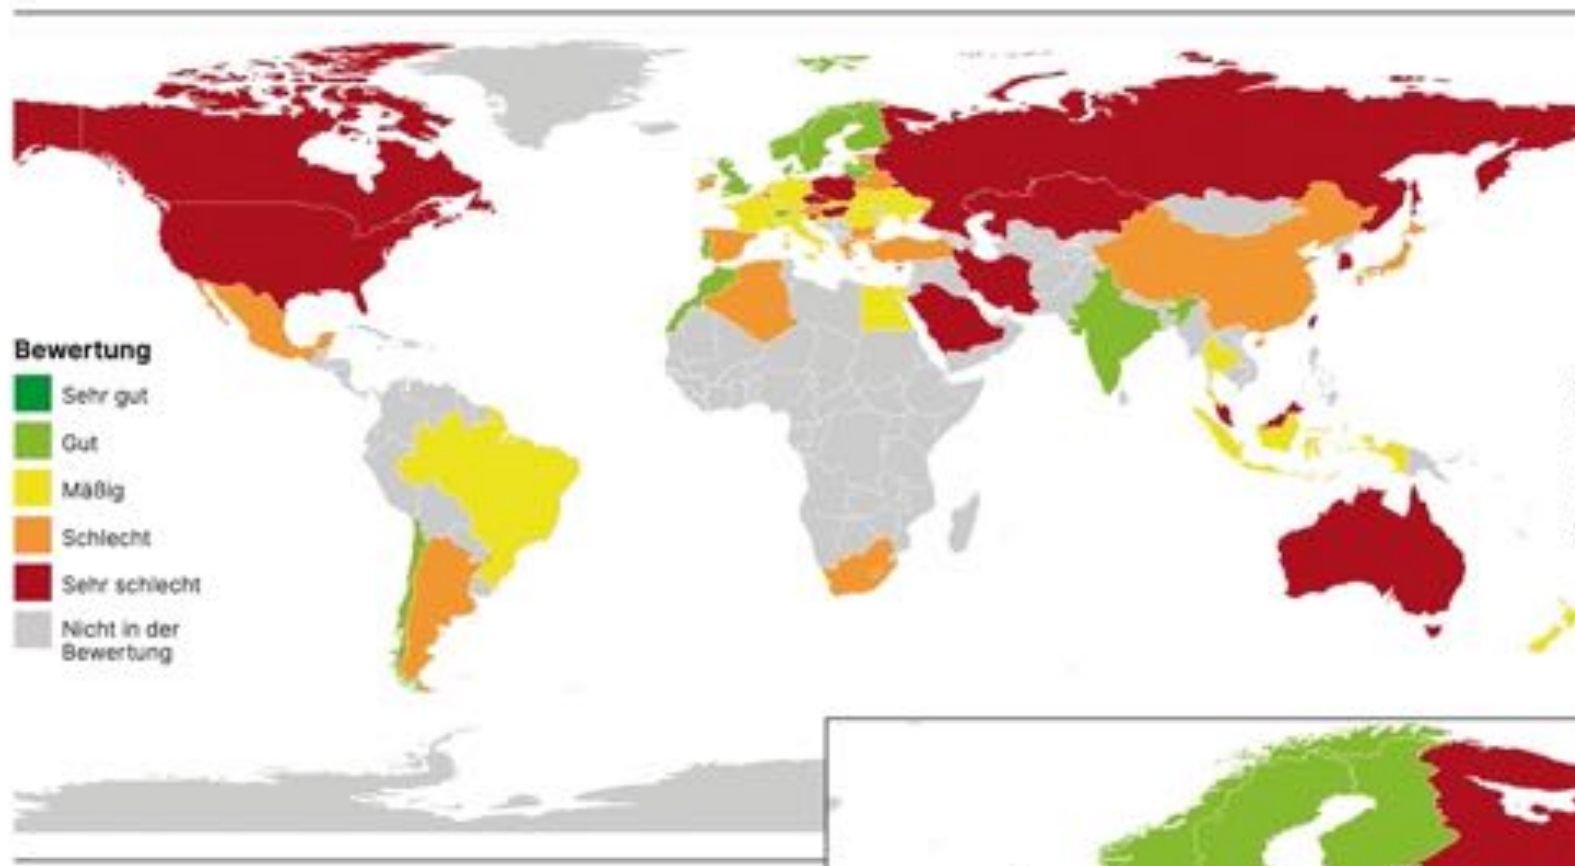 Bewertung
Sehr gut
Gut
Mäßig
Schlecht
Sehr schlecht
Nicht in der
Bewertung